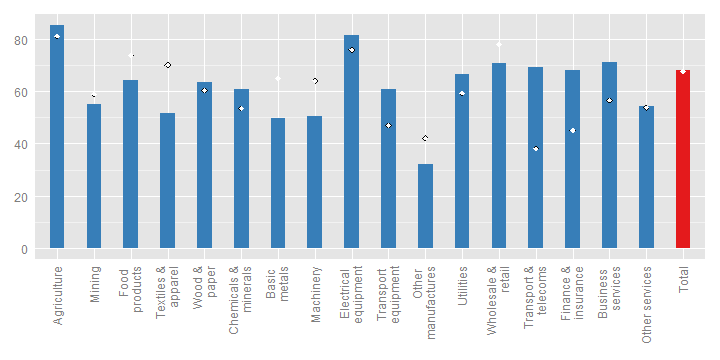 80
60
40
20
0
Agriculture
Mining
Food
products
Textiles &
apparel
Wood &
paper
Chemicals &
minerals
Basic
metals
Machinery
Electrical
equipment
Transport
equipment
Other
manufactures
Utilities
Wholesale &
retail
Transport &
telecoms
Finance &
insurance
Business
services
Other services
Total